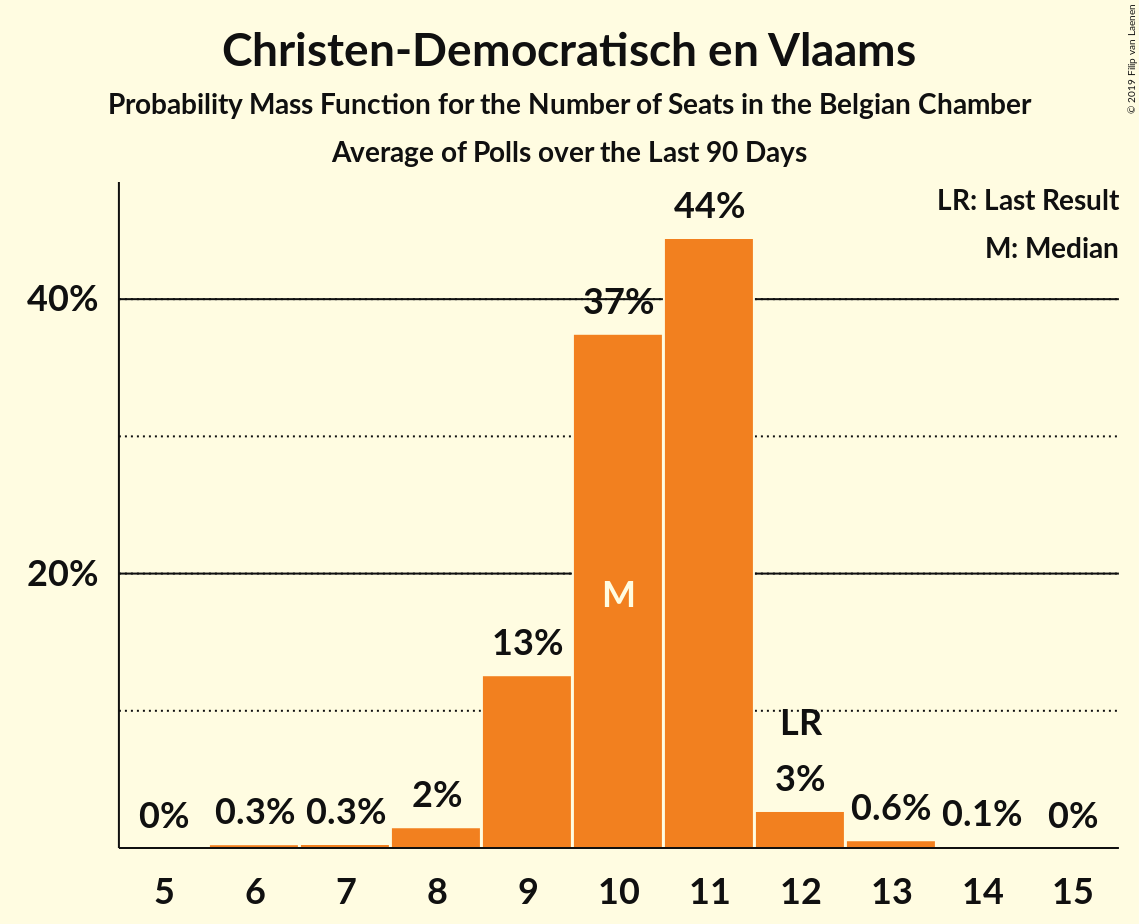 Christen-Democratisch en Vlaams
Probability Mass Function for the Number of Seats in the Belgian Chamber
Average of Polls over the Last 90 Days
© 2019 Filip van Laenen
LR: Last Result
M: Median
40%
20%
0%
0.3%
0.3%
2%
13%
37%
44%
3%
0.6%
0.1%
0%
M
LR
5 6 7 8 9 10 11 12 13 14 15